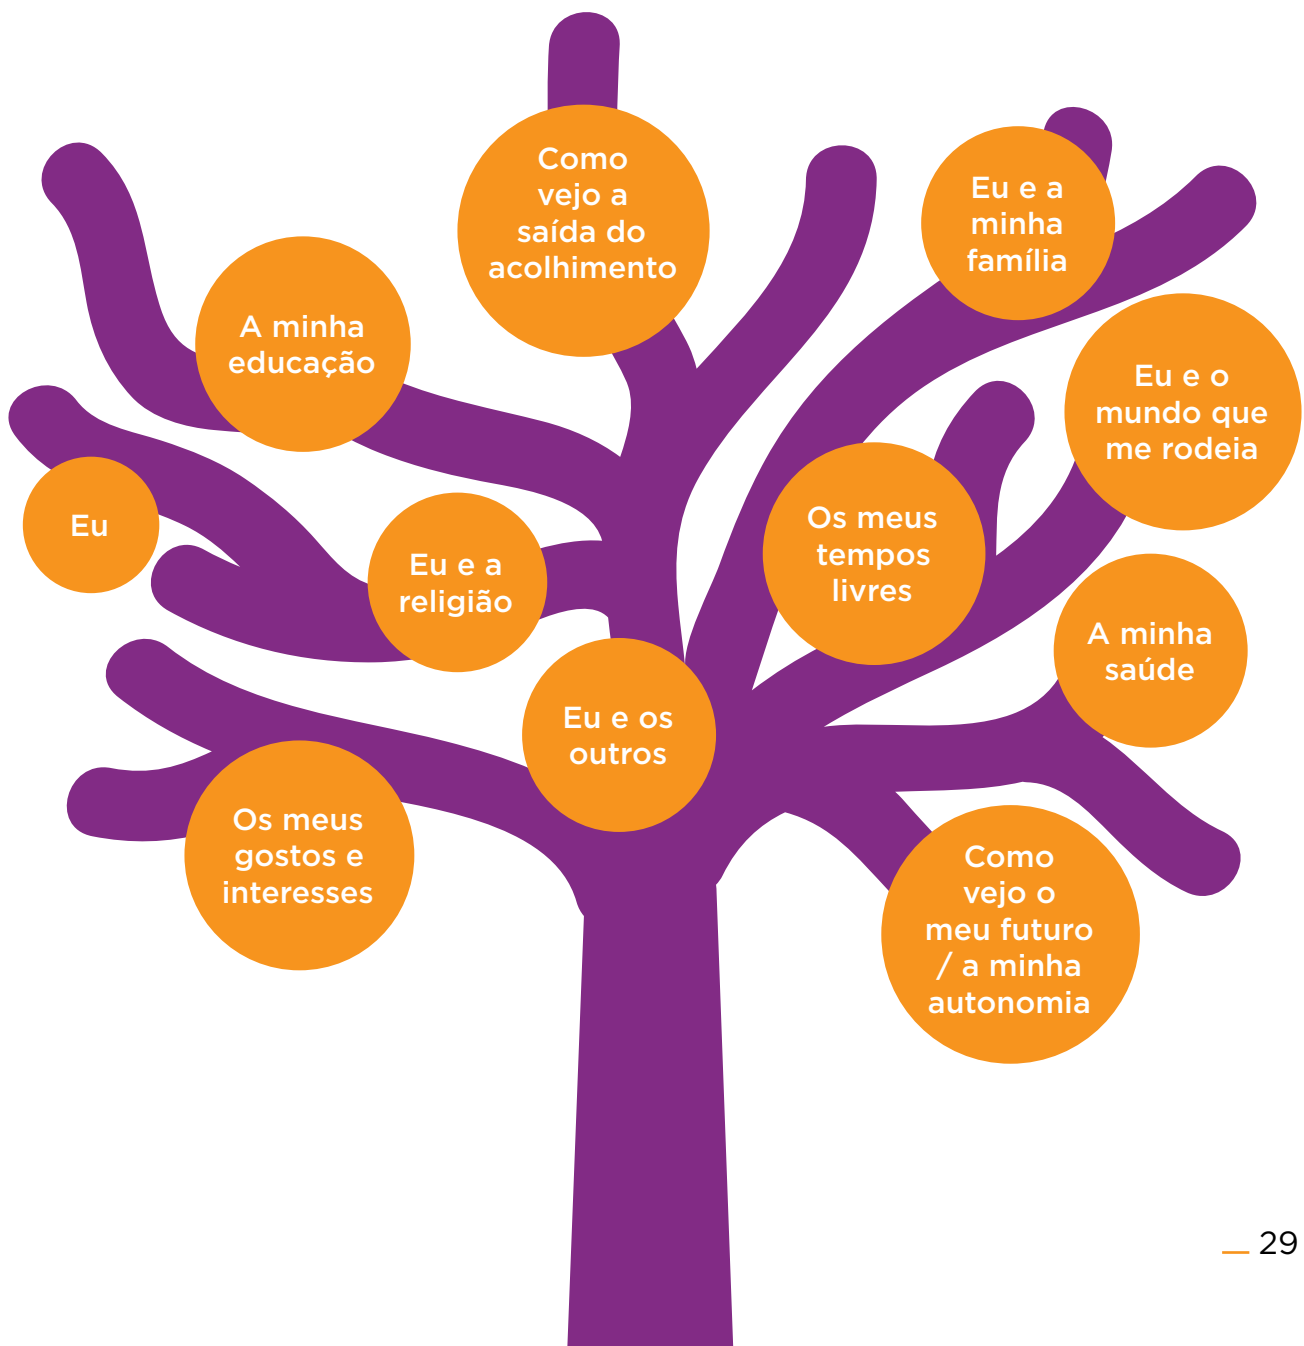 Como
vejo a
saída do
acolhimento
Eu e a
minha
família
A minha
educação
Eu e o
mundo que
me rodeia
Eu
Eu e a
religião
Os meus
tempos
livres
A minha
saúde
Eu e os
outros
Os meus
gostos e
interesses
Como
vejo o
meu futuro
/ a minha
autonomia
29